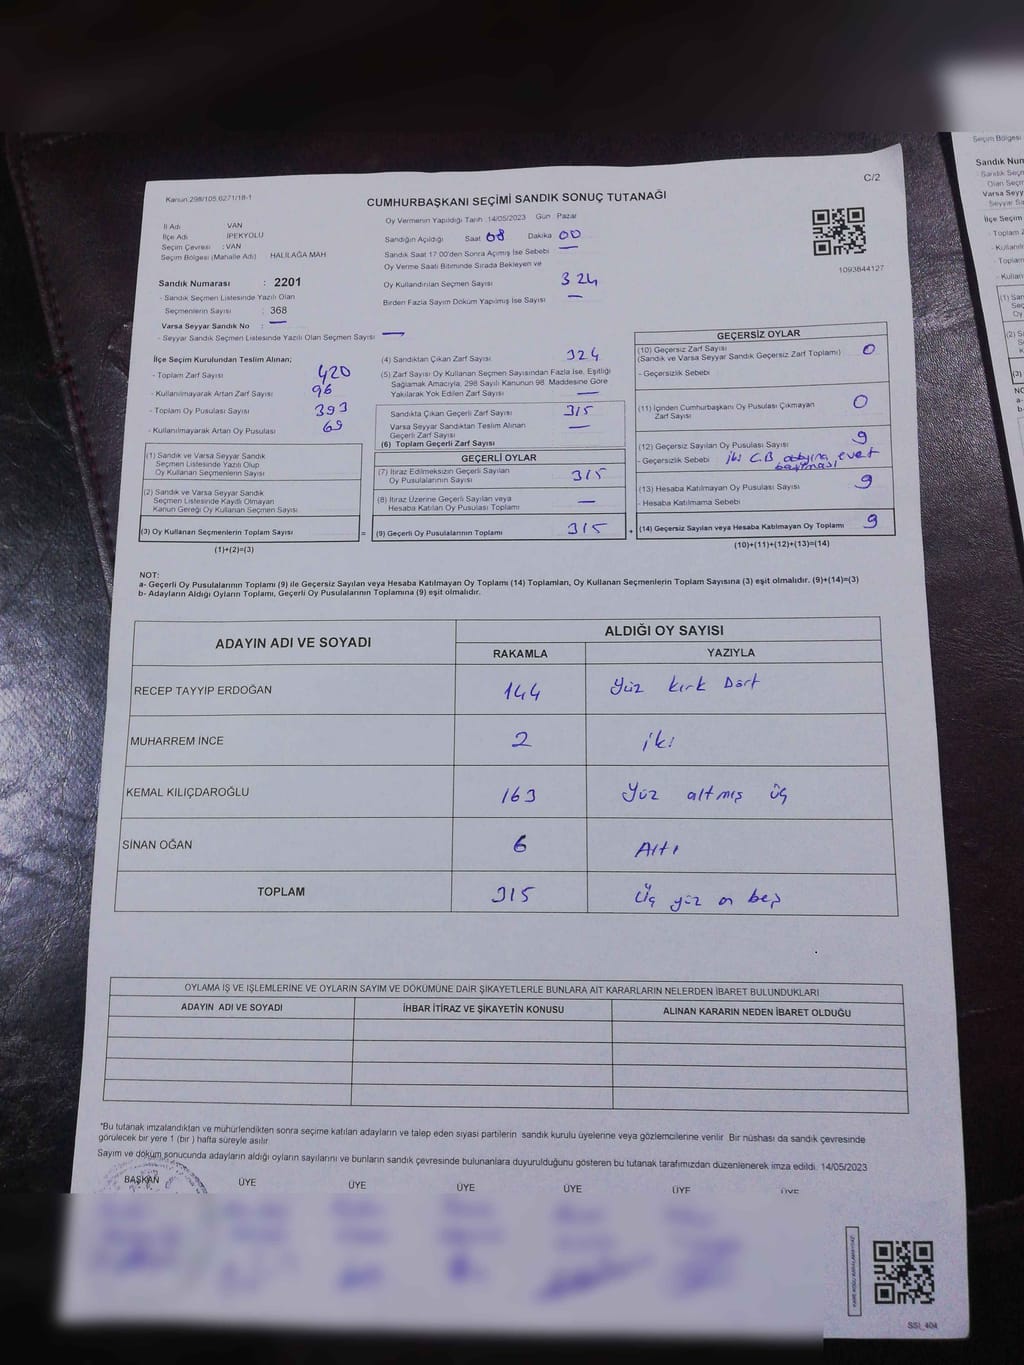 Kanun 298/105,6271/18-1
C/2
CUMHURBAŞKANI SEÇİMİ SANDIK SONUÇ TUTANAĞI
İl Adı VAN
İlçe Adı İPEKYOLU
Seçim Çevresi : VAN
Seçim Bölgesi (Mahalle Adı) HALİLAĞA MAH
Sandık Numarası : 2201
- Sandık Seçmen Listesinde Yazılı Olan
Seçmenlerin Sayısı : 368
Varsa Seyyar Sandık No : —
- Seyyar Sandık Seçmen Listesinde Yazılı Olan Seçmen Sayısı —
Oy Vermenin Yapıldığı Tarih :14/05/2023 Gün Pazar
Sandığın Açıldığı Saat 08 Dakika 00
Sandık Saat 17:00'den Sonra Açımış İse Sebebi —
Oy Verme Saati Bitiminde Sırada Bekleyen ve
Oy Kullandırılan Seçmen Sayısı 324
Birden Fazla Sayım Döküm Yapılmış İse Sayısı —
1093844127
İlçe Seçim Kurulundan Teslim Alınan;
- Toplam Zarf Sayısı 420
- Kullanılmayarak Artan Zarf Sayısı 96
- Toplam Oy Pusulası Sayısı 393
- Kullanılmayarak Artan Oy Pusulası 69
(1) Sandık ve Varsa Seyyar Sandık
Seçmen Listesinde Yazılı Olup
Oy Kullanan Seçmenlerin Sayısı
(2) Sandık ve Varsa Seyyar Sandık
Seçmen Listesinde Kayıtlı Olmayan
Kanun Gereği Oy Kullanan Seçmen Sayısı
(3) Oy Kullanan Seçmenlerin Toplam Sayısı
(1)+(2)=(3)
(4) Sandıktan Çıkan Zarf Sayısı 324
(5) Zarf Sayısı Oy Kullanan Seçmen Sayısından Fazla İse, Eşitliği
Sağlamak Amacıyla, 298 Sayılı Kanunun 98. Maddesine Göre
Yakılarak Yok Edilen Zarf Sayısı —
Sandıkta Çıkan Geçerli Zarf Sayısı 315
Varsa Seyyar Sandıktan Teslim Alınan
Geçerli Zarf Sayısı —
(6) Toplam Geçerli Zarf Sayısı
GEÇERLİ OYLAR
(7) İtiraz Edilmeksizin Geçerli Sayılan
Oy Pusulalarının Sayısı 315
(8) İtiraz Üzerine Geçerli Sayılan veya
Hesaba Katılan Oy Pusulası Toplamı —
= (9) Geçerli Oy Pusulalarının Toplamı 315 +
GEÇERSİZ OYLAR
(10) Geçersiz Zarf Sayısı
(Sandık ve Varsa Seyyar Sandık Geçersiz Zarf Toplamı) 0
- Geçersizlik Sebebi
(11) İçinden Cumhurbaşkanı Oy Pusulası Çıkmayan
Zarf Sayısı 0
(12) Geçersiz Sayılan Oy Pusulası Sayısı 9
- Geçersizlik Sebebi iki C.B adayına evet
basılması
(13) Hesaba Katılmayan Oy Pusulası Sayısı 9
- Hesaba Katılmama Sebebi
(14) Geçersiz Sayılan veya Hesaba Katılmayan Oy Toplamı 9
(10)+(11)+(12)+(13)=(14)
NOT:
a- Geçerli Oy Pusulalarının Toplamı (9) ile Geçersiz Sayılan veya Hesaba Katılmayan Oy Toplamı (14) Toplamları, Oy Kullanan Seçmenlerin Toplam Sayısına (3) eşit olmalıdır. (9)+(14)=(3)
b- Adayların Aldığı Oyların Toplamı, Geçerli Oy Pusulalarının Toplamına (9) eşit olmalıdır.
ADAYIN ADI VE SOYADI
ALDIĞI OY SAYISI
RAKAMLA YAZIYLA
RECEP TAYYİP ERDOĞAN 144 Yüz kırk Dört
MUHARREM İNCE 2 iki
KEMAL KILIÇDAROĞLU 163 Yüz altmış üç
SİNAN OĞAN 6 Altı
TOPLAM 315 Üç yüz on beş
OYLAMA İŞ VE İŞLEMLERİNE VE OYLARIN SAYIM VE DÖKÜMÜNE DAİR ŞİKAYETLERLE BUNLARA AİT KARARLARIN NELERDEN İBARET BULUNDUKLARI
ADAYIN ADI VE SOYADI İHBAR İTİRAZ VE ŞİKAYETİN KONUSU ALINAN KARARIN NEDEN İBARET OLDUĞU
*Bu tutanak imzalandıktan ve mühürlendikten sonra seçime katılan adayların ve talep eden siyasi partilerin sandık kurulu üyelerine veya gözlemcilerine verilir Bir nüshası da sandık çevresinde
görülecek bir yere 1 (bir ) hafta süreyle asılır
Sayım ve döküm sonucunda adayların aldığı oyların sayılarını ve bunların sandık çevresinde bulunanlara duyurulduğunu gösteren bu tutanak tarafımızdan düzenlenerek imza edildi. 14/05/2023
BAŞKAN ÜYE ÜYE ÜYE ÜYE ÜYE ÜYE
SSI_404
Seçim Bölgesi
Sandık Num